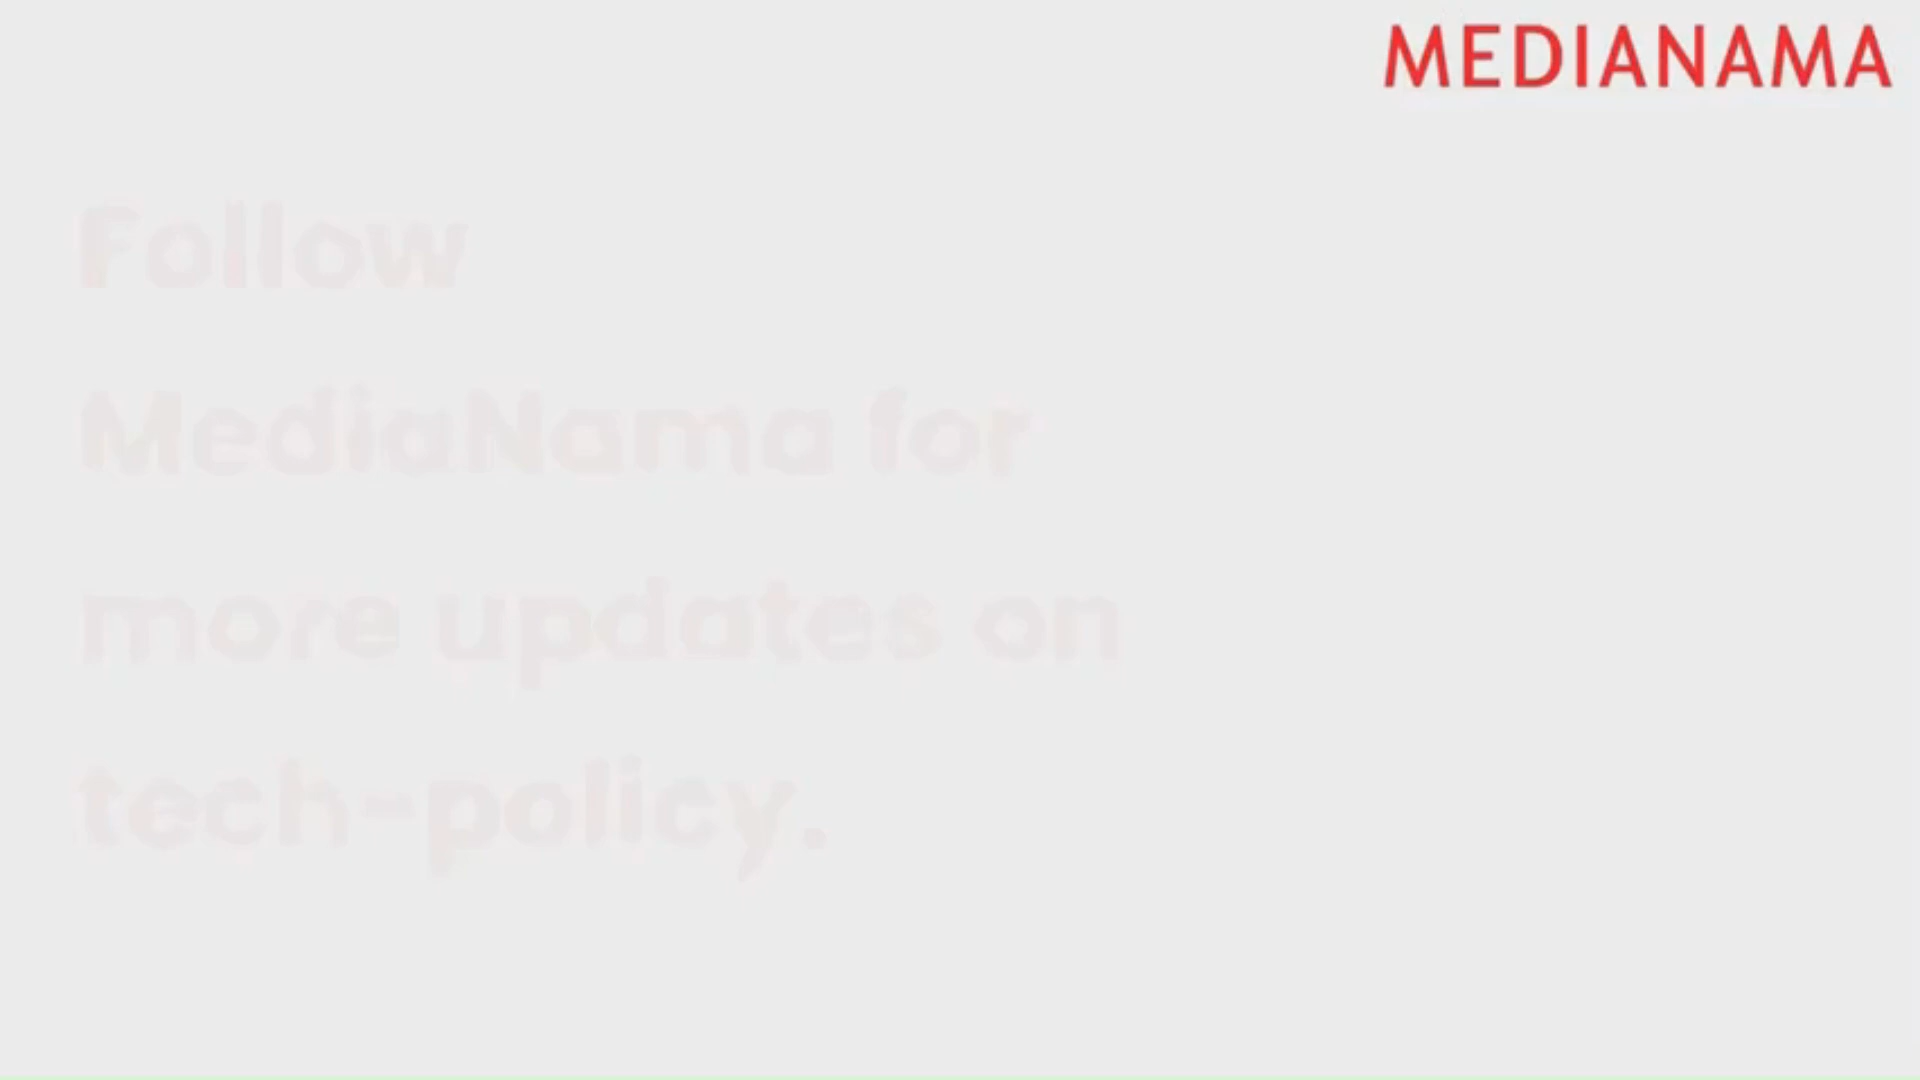 MEDIANAMA
Follow
MediaNama for
more updates on
tech-policy.